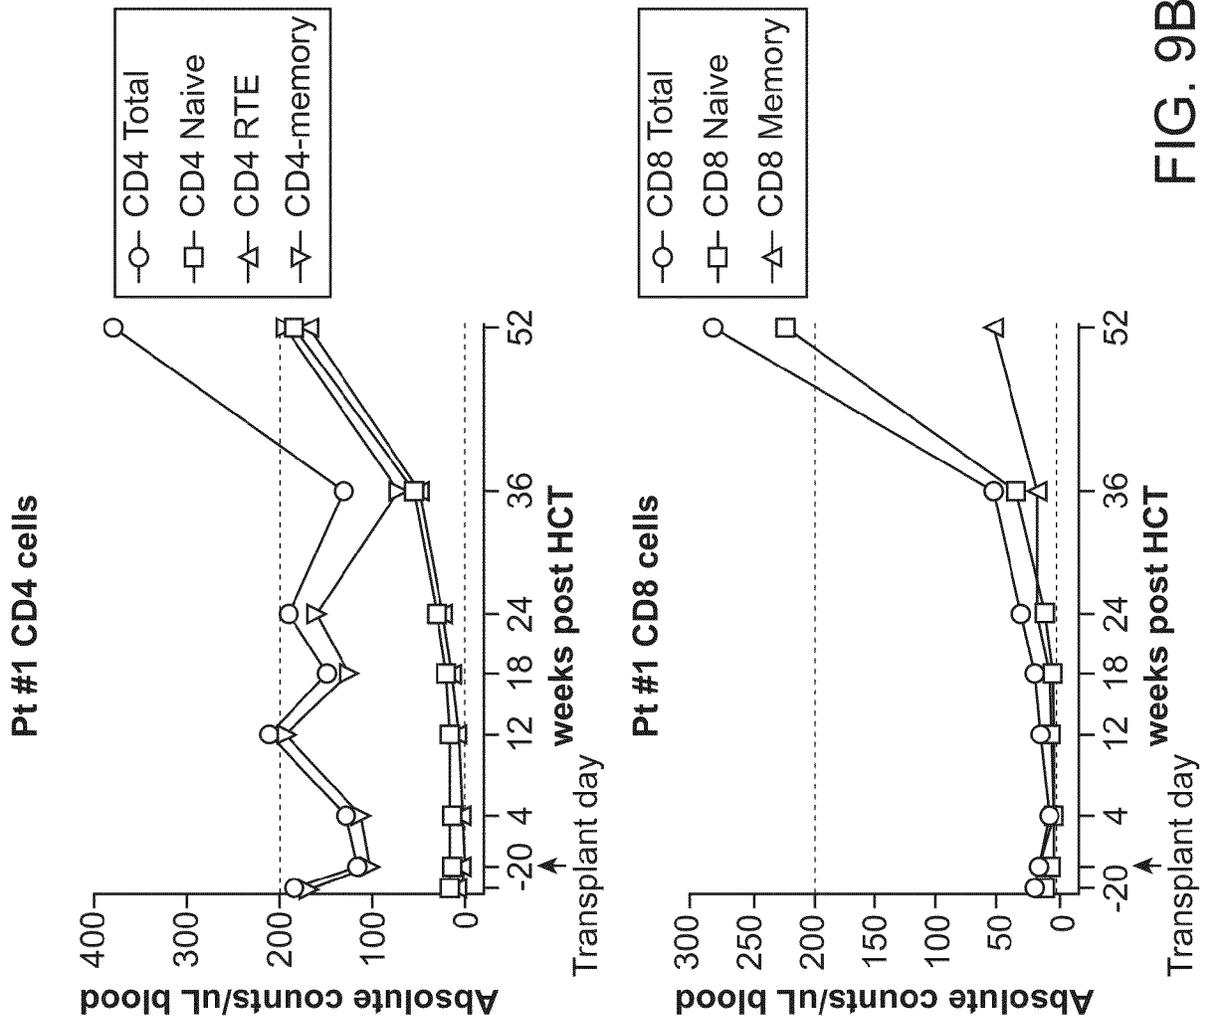 Pt #1 CD4 cells
Absolute counts/uL blood
400
300
200
100
0
-20 4 12 18 24 36 52
weeks post HCT
Transplant day
CD4 Total
CD4 Naive
CD4 RTE
CD4-memory
Pt #1 CD8 cells
Absolute counts/uL blood
300
250
200
150
100
50
0
-20 4 12 18 24 36 52
weeks post HCT
Transplant day
CD8 Total
CD8 Naive
CD8 Memory
FIG. 9B